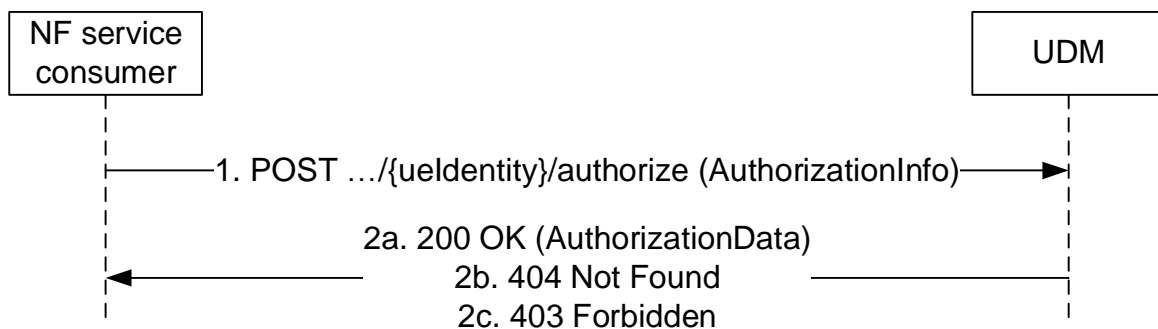 NF service
consumer
UDM
1. POST …/{ueIdentity}/authorize (AuthorizationInfo)
2a. 200 OK (AuthorizationData)
2b. 404 Not Found
2c. 403 Forbidden